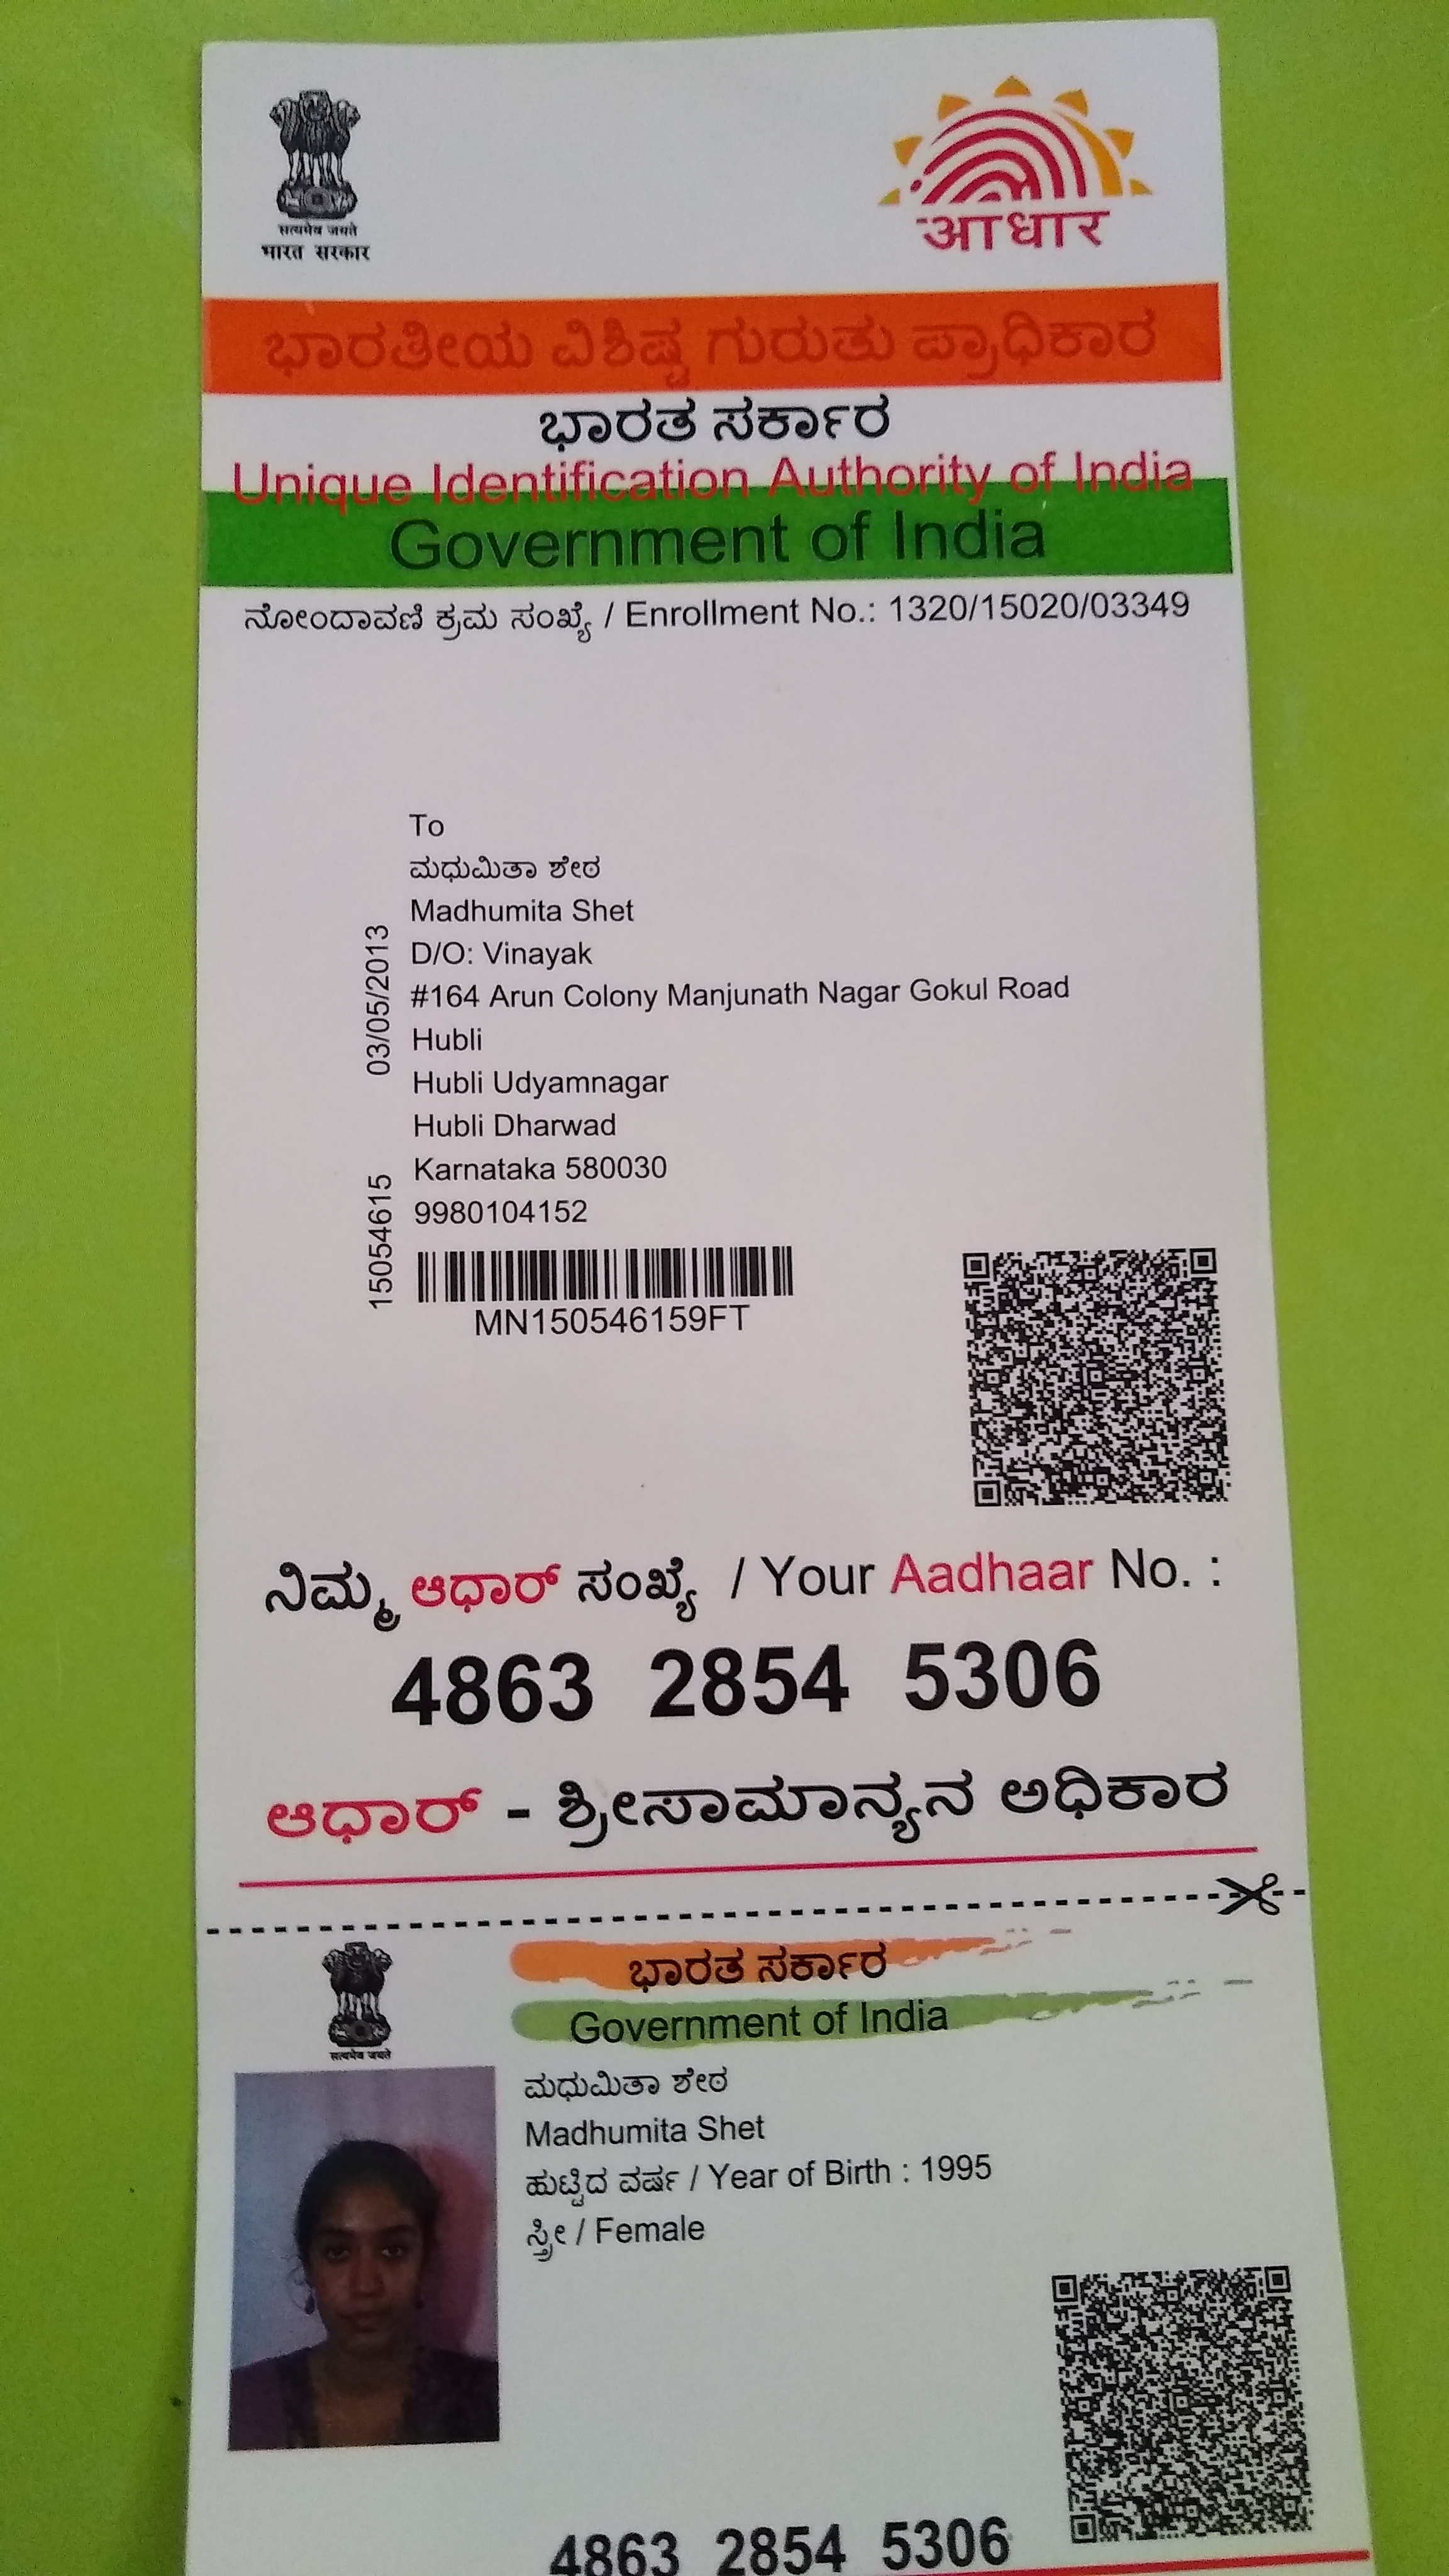 सत्यमेव जयते
भारत सरकार
आधार
ಭಾರತೀಯ ವಿಶಿಷ್ಟ ಗುರುತು ಪ್ರಾಧಿಕಾರ
ಭಾರತ ಸರ್ಕಾರ
Unique Identification Authority of India
Government of India
ನೋಂದಾವಣಿ ಕ್ರಮ ಸಂಖ್ಯೆ / Enrollment No.: 1320/15020/03349
To
ಮಧುಮಿತಾ ಶೇಠ
Madhumita Shet
D/O: Vinayak
#164 Arun Colony Manjunath Nagar Gokul Road
Hubli
Hubli Udyamnagar
Hubli Dharwad
Karnataka 580030
9980104152
03/05/2013
15054615
MN150546159FT
ನಿಮ್ಮ ಆಧಾರ್ ಸಂಖ್ಯೆ / Your Aadhaar No. :
4863 2854 5306
ಆಧಾರ್ - ಶ್ರೀಸಾಮಾನ್ಯನ ಅಧಿಕಾರ
ಭಾರತ ಸರ್ಕಾರ
Government of India
सत्यमेव जयते
ಮಧುಮಿತಾ ಶೇಠ
Madhumita Shet
ಹುಟ್ಟಿದ ವರ್ಷ / Year of Birth : 1995
ಸ್ತ್ರೀ / Female
4863 2854 5306